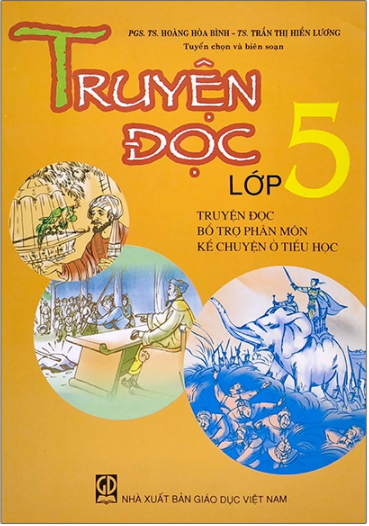 PGS. TS. HOÀNG HÒA BÌNH - TS. TRẦN THỊ HIỀN LƯƠNG
Tuyển chọn và biên soạn
TRUYỆN
ĐỌC
LỚP 5
TRUYỆN ĐỌC
BỔ TRỢ PHÂN MÔN
KỂ CHUYỆN Ở TIỂU HỌC
GD
NHÀ XUẤT BẢN GIÁO DỤC VIỆT NAM